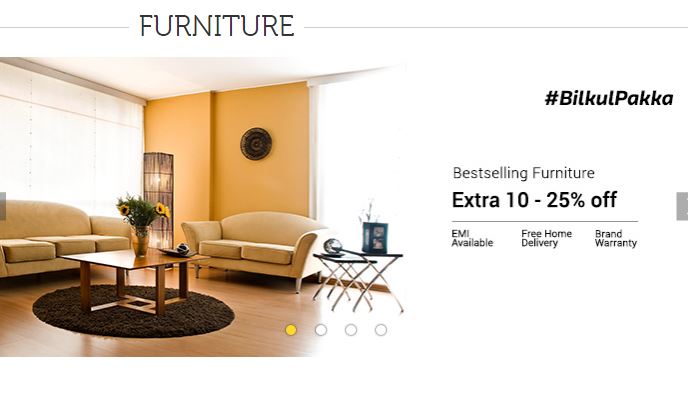 FURNITURE
#BilkulPakka
Bestselling Furniture
Extra 10 - 25% off
EMI
Available
Free Home
Delivery
Brand
Warranty